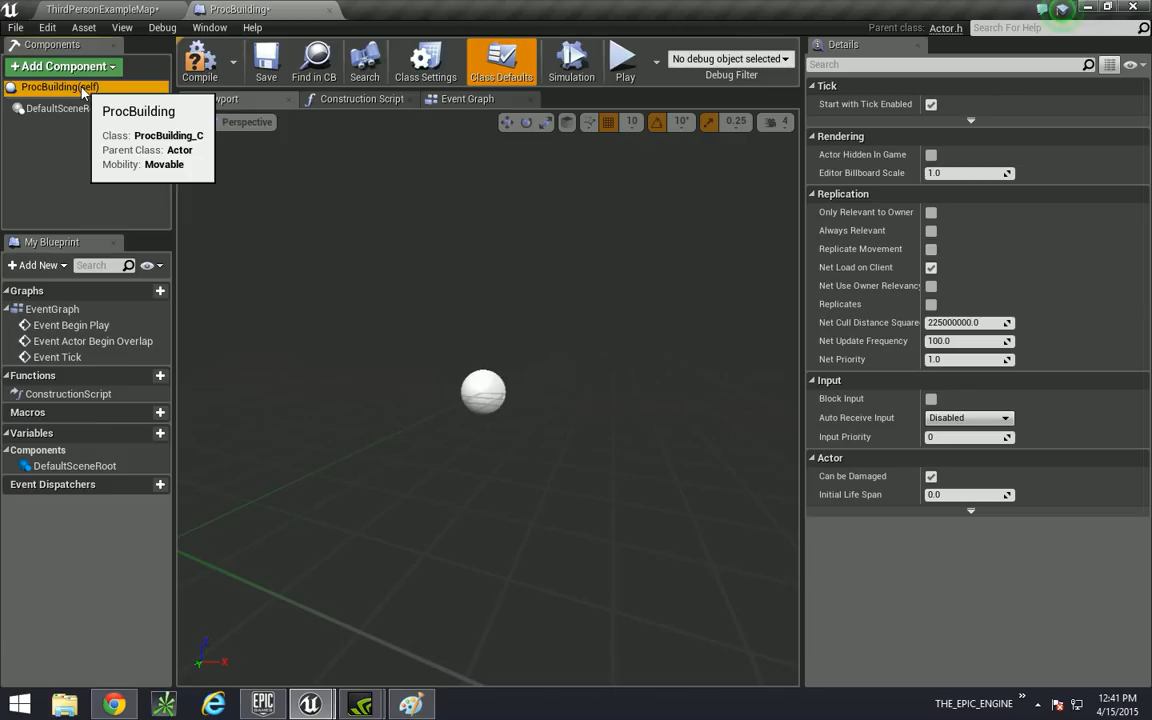 ThirdPersonExampleMap*
ProcBuilding*
File
Edit
Asset
View
Debug
Window
Help
Parent class: Actor.h
Search For Help
Components
Add Component
ProcBuilding(self)
DefaultSceneR
ProcBuilding
Class: ProcBuilding_C
Parent Class: Actor
Mobility: Movable
Compile
Save
Find in CB
Search
Class Settings
Class Defaults
Simulation
Play
No debug object selected
Debug Filter
port
Construction Script
Event Graph
Perspective
10
10°
0.25
4
My Blueprint
Add New
Search
Graphs
EventGraph
Event Begin Play
Event Actor Begin Overlap
Event Tick
Functions
ConstructionScript
Macros
Variables
Components
DefaultSceneRoot
Event Dispatchers
X
Details
Search
Tick
Start with Tick Enabled
Rendering
Actor Hidden In Game
Editor Billboard Scale 1.0
Replication
Only Relevant to Owner
Always Relevant
Replicate Movement
Net Load on Client
Net Use Owner Relevancy
Replicates
Net Cull Distance Square 225000000.0
Net Update Frequency 100.0
Net Priority 1.0
Input
Block Input
Auto Receive Input Disabled
Input Priority 0
Actor
Can be Damaged
Initial Life Span 0.0
EPIC
GAMES
THE_EPIC_ENGINE
12:41 PM
4/15/2015